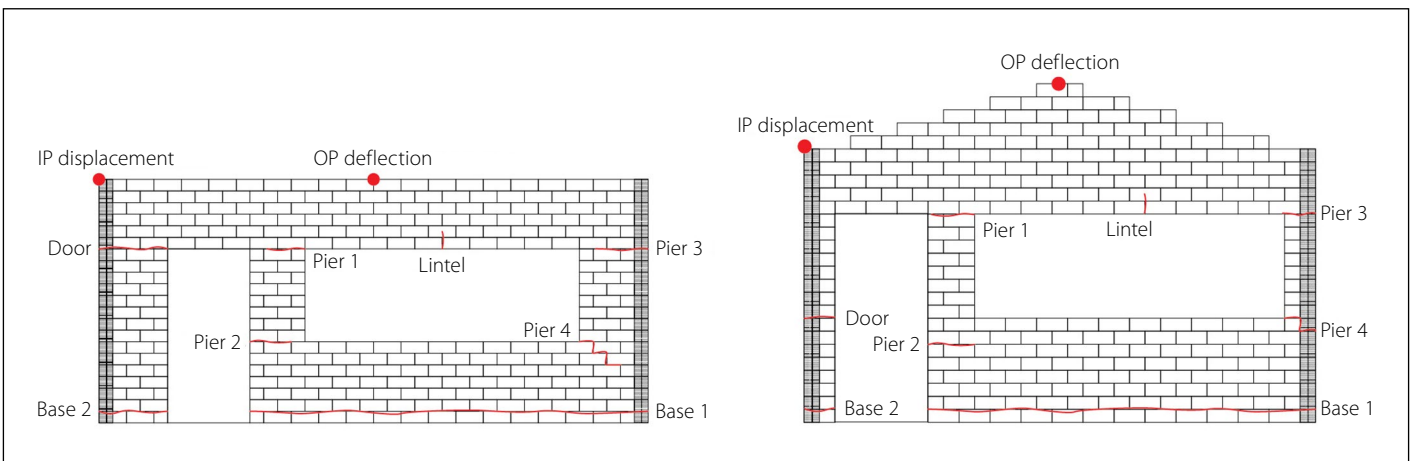 IP displacement
OP deflection
Door
Pier 1
Lintel
Pier 3
Pier 2
Pier 4
Base 2
Base 1
OP deflection
IP displacement
Pier 1
Lintel
Pier 3
Door
Pier 2
Pier 4
Base 2
Base 1